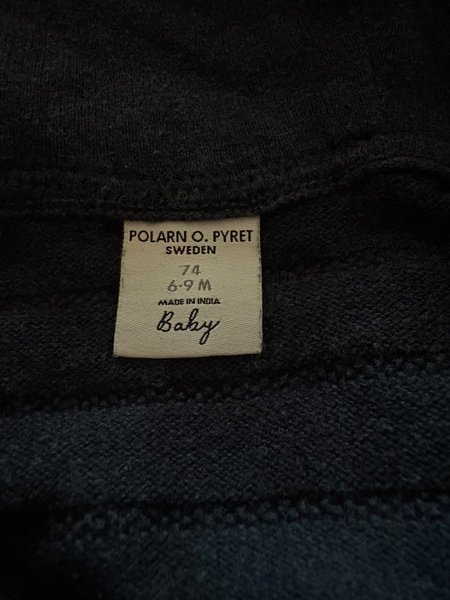 POLARN O. PYRET
SWEDEN
74
6-9 M
MADE IN INDIA
Baby